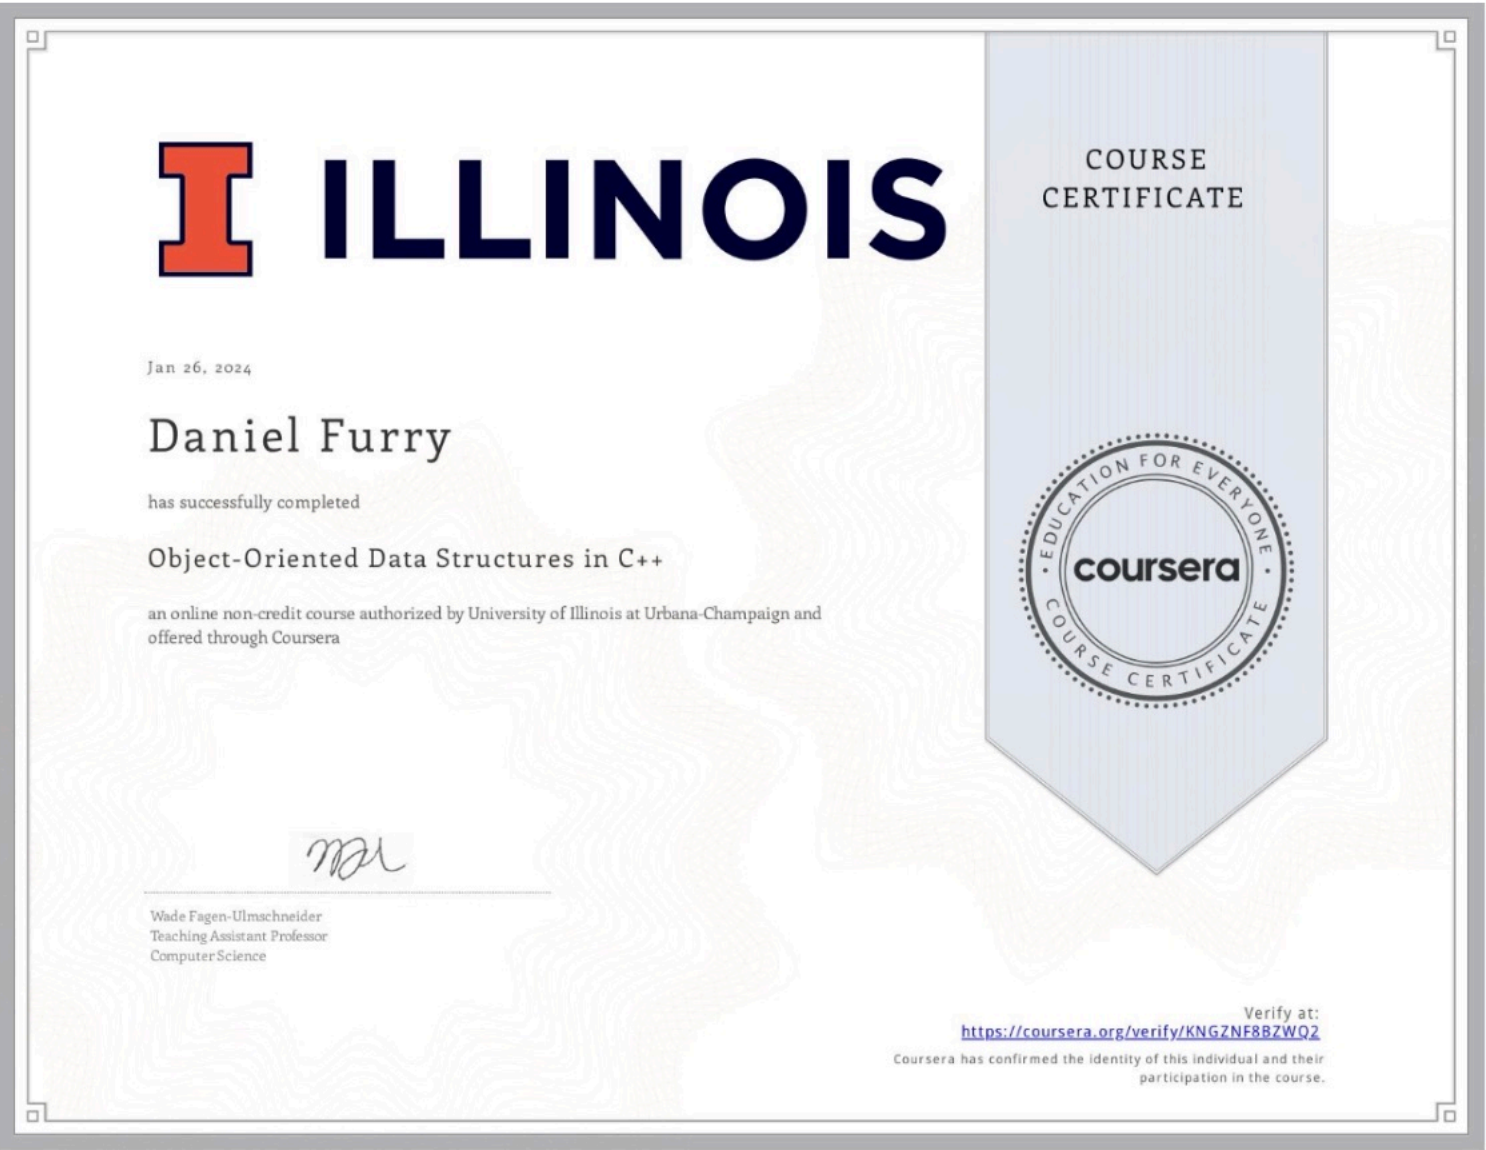 I ILLINOIS
COURSE
CERTIFICATE
Jan 26, 2024
Daniel Furry
has successfully completed
Object-Oriented Data Structures in C++
an online non-credit course authorized by University of Illinois at Urbana-Champaign and
offered through Coursera
EDUCATION FOR EVERYONE
coursera
COURSE CERTIFICATE
Wade Fagen-Ulmschneider
Teaching Assistant Professor
Computer Science
Verify at:
https://coursera.org/verify/KNGZNF8BZWQ2
Coursera has confirmed the identity of this individual and their
participation in the course.